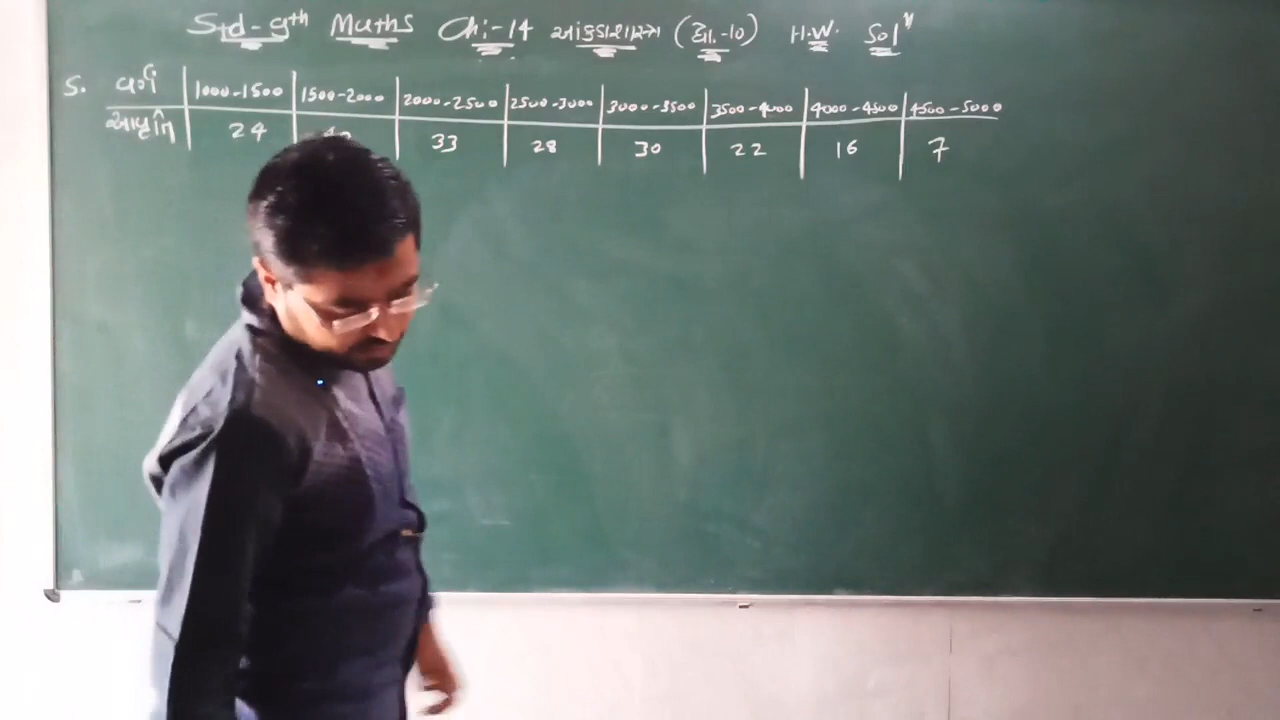 Std-9th Maths Ch:-14 આંકડાશાસ્ત્ર (વિ.-10) H.W. Solⁿ
5. વર્ગ 1000-1500 1500-2000 2000-2500 2500-3000 3000-3500 3500-4000 4000-4500 4500-5000
આવૃત્તિ 24 33 28 30 22 16 7